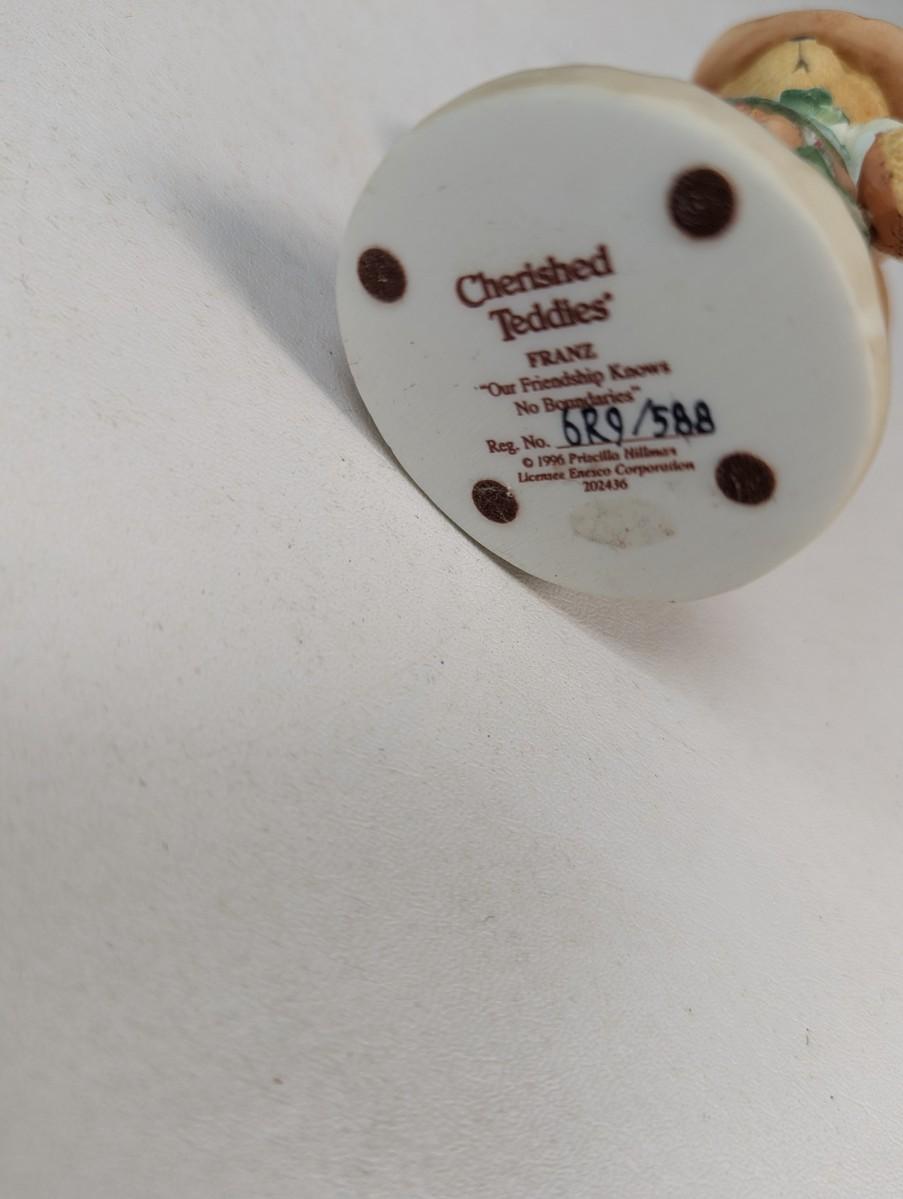 Cherished
Teddies®
FRANZ
"Our Friendship Knows
No Boundaries"
Reg. No. 6R9/588
© 1996 Priscilla Hillman
Licensee Enesco Corporation
202436